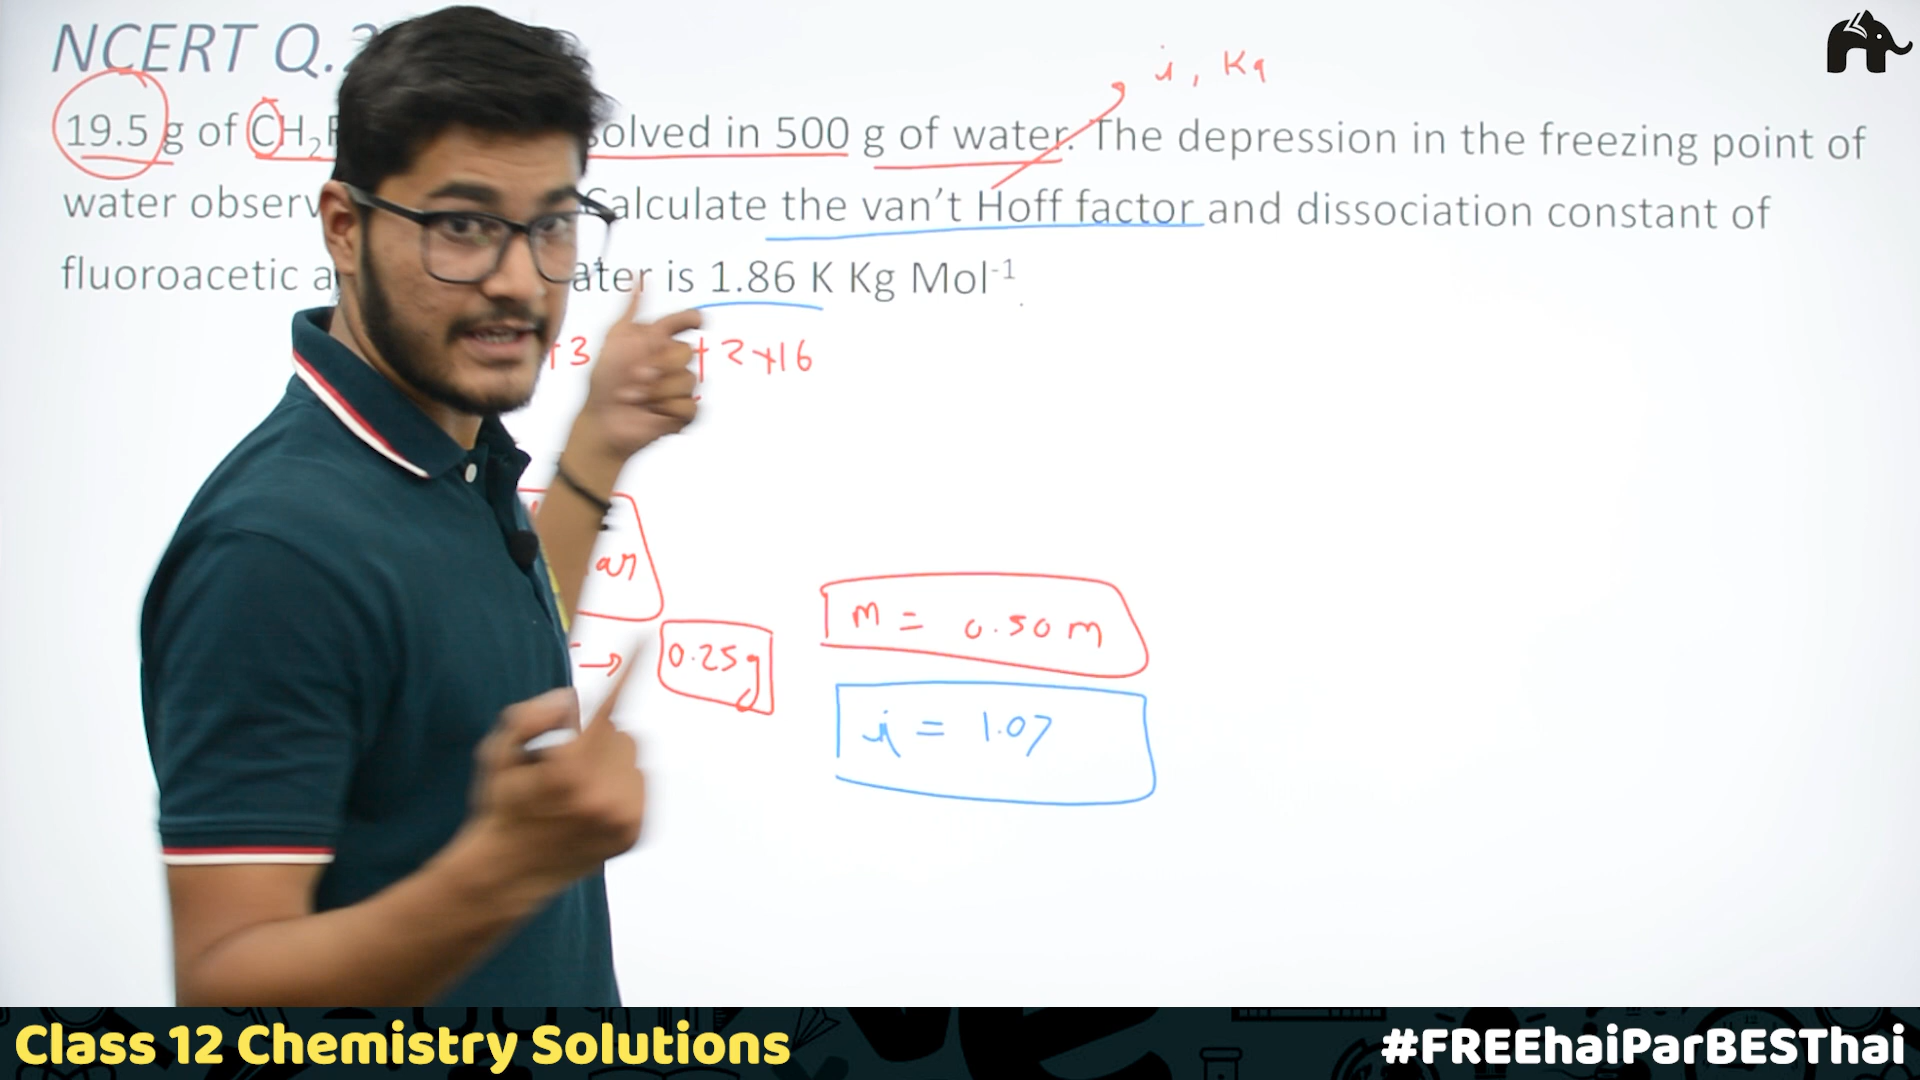 NCERT Q.
i, Ka
19.5 g of CH₂ solved in 500 g of water. The depression in the freezing point of
water observ alculate the van’t Hoff factor and dissociation constant of
fluoroacetic a ater is 1.86 K Kg Mol⁻¹
+3 + 2×16
0.25g
m = 0.50 m
i = 1.07
Class 12 Chemistry Solutions
#FREEhaiParBESThai